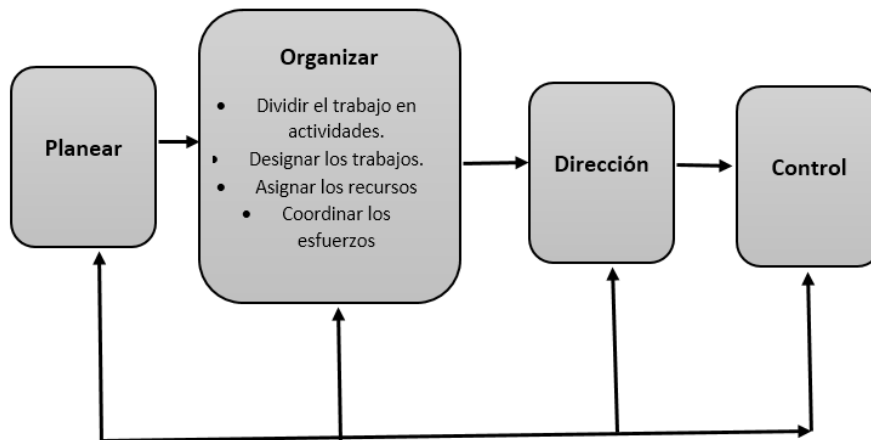 Planear
Organizar
• Dividir el trabajo en
actividades.
• Designar los trabajos.
• Asignar los recursos
• Coordinar los
esfuerzos
Dirección
Control